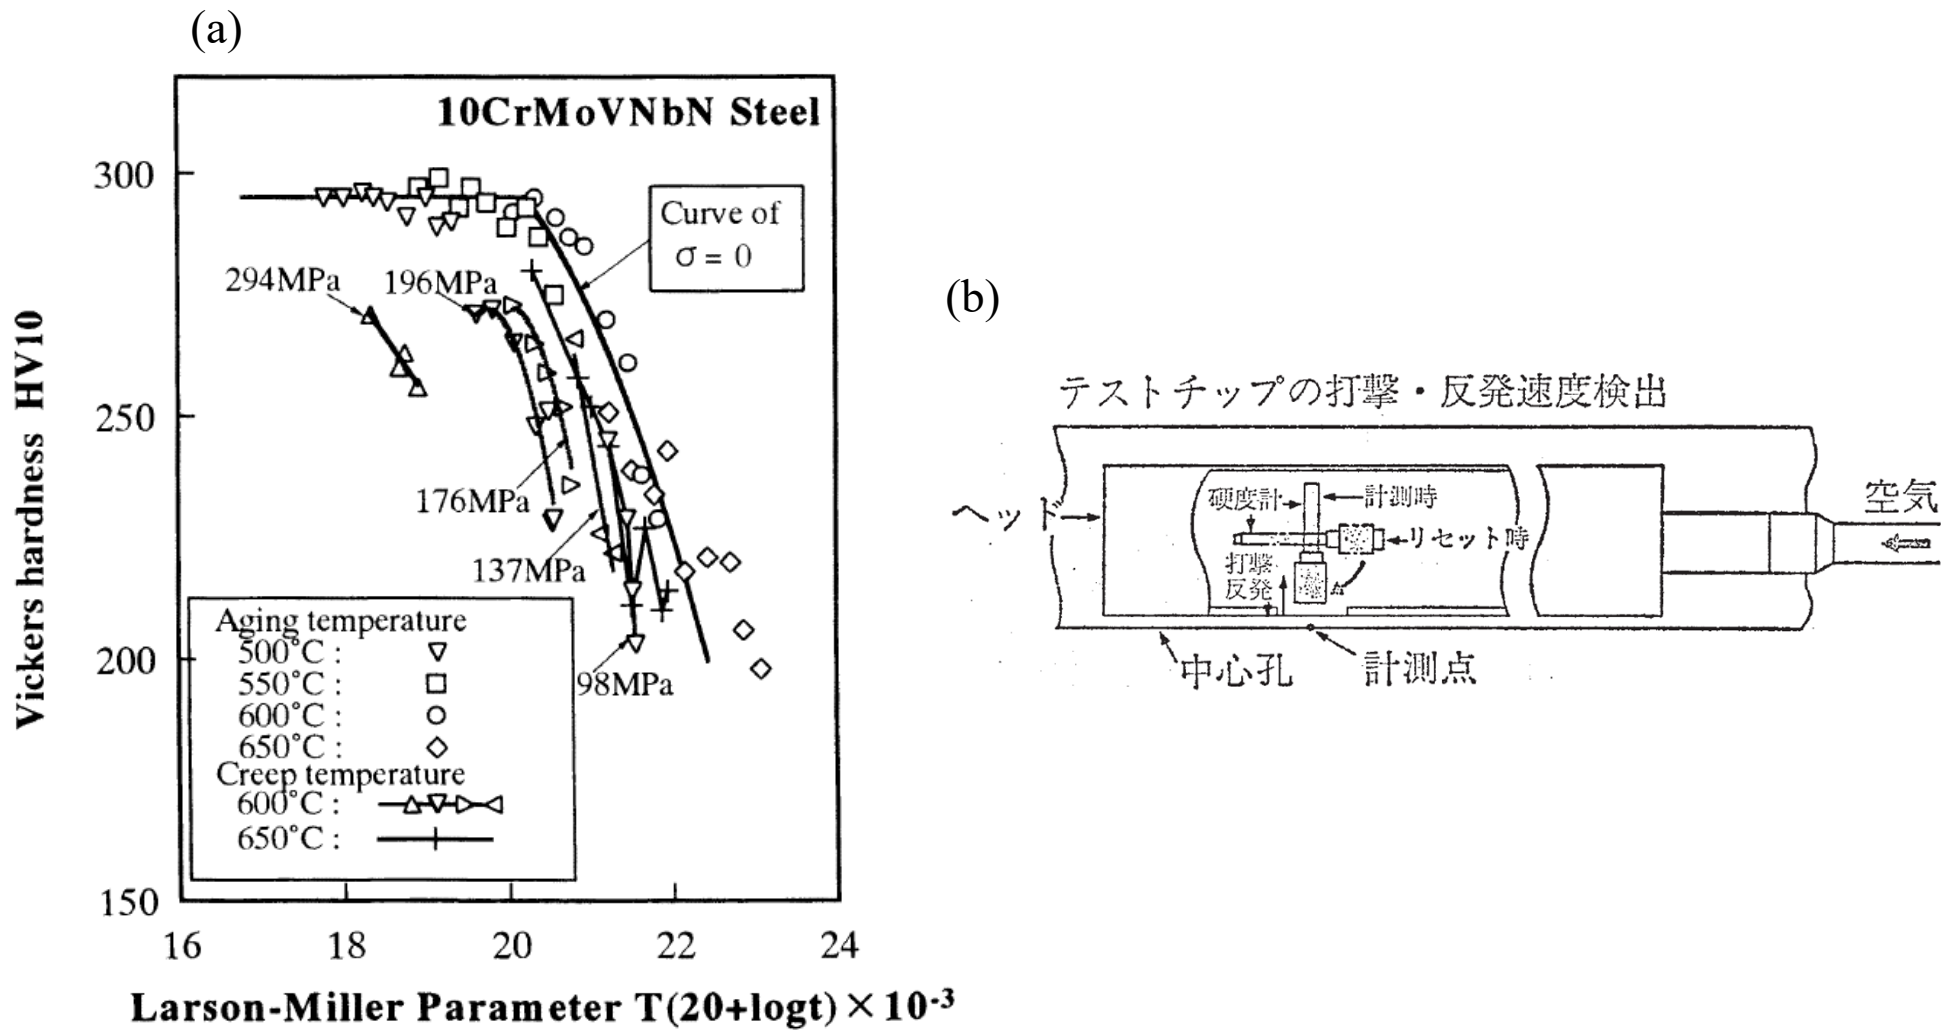 (a)
10CrMoVNbN Steel
300
250
200
150
Vickers hardness HV10
Curve of
σ = 0
294MPa
196MPa
176MPa
137MPa
98MPa
Aging temperature
500°C :
550°C :
600°C :
650°C :
Creep temperature
600°C :
650°C :
16
18
20
22
24
Larson-Miller Parameter T(20+logt)×10⁻³
(b)
テストチップの打撃・反発速度検出
ヘッド
硬度計
計測時
リセット時
打撃
反発
空気
中心孔
計測点